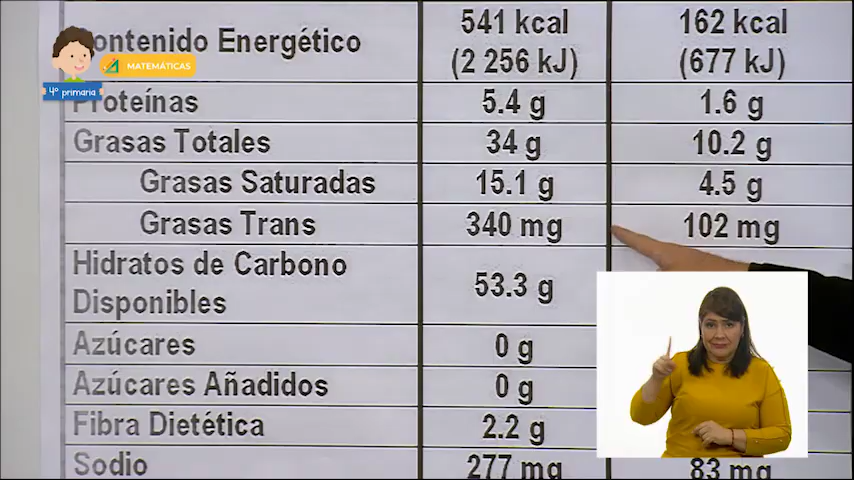 Contenido Energético 541 kcal (2 256 kJ) 162 kcal (677 kJ)
MATEMÁTICAS
4º primaria
Proteínas 5.4 g 1.6 g
Grasas Totales 34 g 10.2 g
Grasas Saturadas 15.1 g 4.5 g
Grasas Trans 340 mg 102 mg
Hidratos de Carbono
Disponibles 53.3 g
Azúcares 0 g
Azúcares Añadidos 0 g
Fibra Dietética 2.2 g
Sodio 277 mg 83 mg